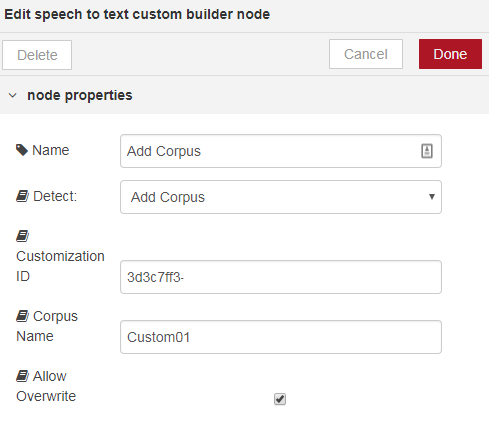 Edit speech to text custom builder node
Delete
Cancel
Done
node properties
Name
Add Corpus
Detect:
Add Corpus
Customization
ID
3d3c7ff3-
Corpus
Name
Custom01
Allow
Overwrite